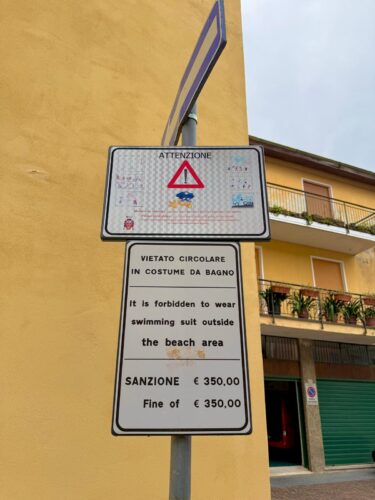 ATTENZIONE
VIETATO CIRCOLARE
IN COSTUME DA BAGNO
It is forbidden to wear
swimming suit outside
the beach area
SANZIONE € 350,00
Fine of € 350,00